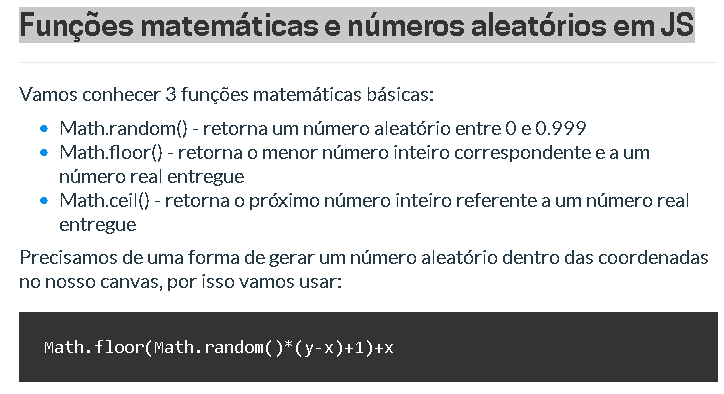 Funções matemáticas e números aleatórios em JS
Vamos conhecer 3 funções matemáticas básicas:
Math.random() - retorna um número aleatório entre 0 e 0.999
Math.floor() - retorna o menor número inteiro correspondente e a um
número real entregue
Math.ceil() - retorna o próximo número inteiro referente a um número real
entregue
Precisamos de uma forma de gerar um número aleatório dentro das coordenadas
no nosso canvas, por isso vamos usar:
Math.floor(Math.random()*(y-x)+1)+x